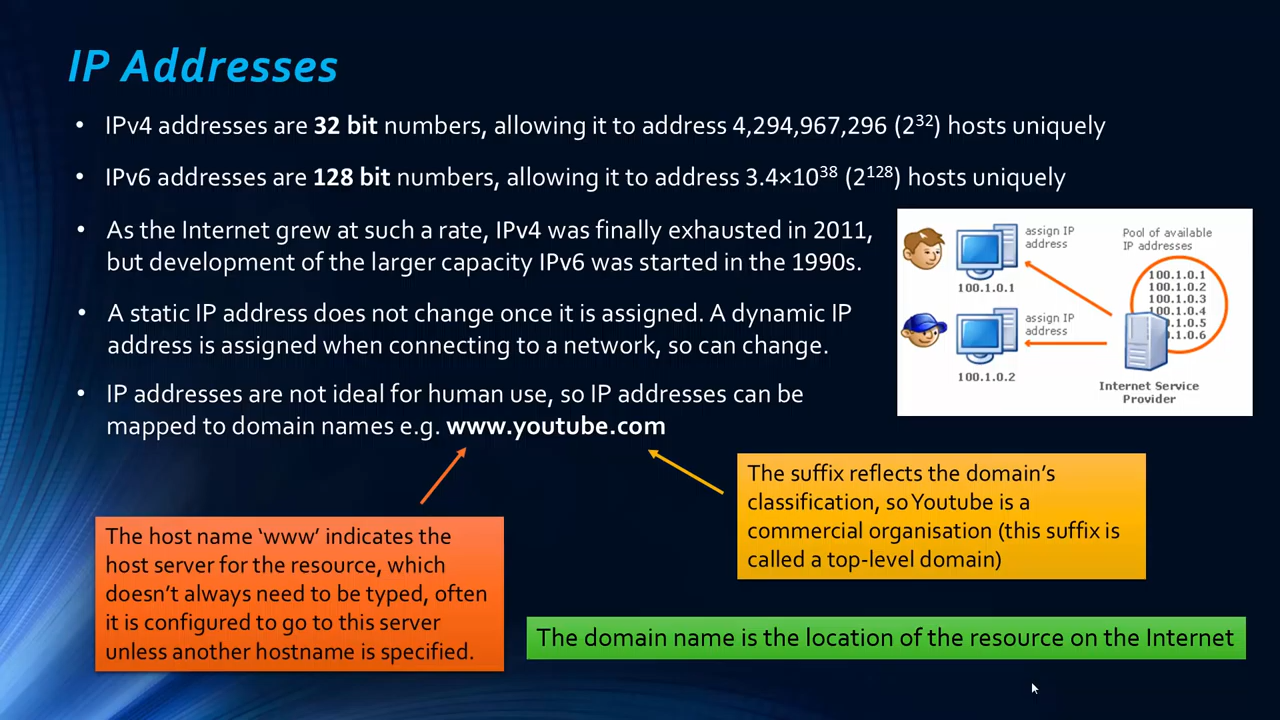 IP Addresses
• IPv4 addresses are 32 bit numbers, allowing it to address 4,294,967,296 (2³²) hosts uniquely
• IPv6 addresses are 128 bit numbers, allowing it to address 3.4×10³⁸ (2¹²⁸) hosts uniquely
• As the Internet grew at such a rate, IPv4 was finally exhausted in 2011,
but development of the larger capacity IPv6 was started in the 1990s.
• A static IP address does not change once it is assigned. A dynamic IP
address is assigned when connecting to a network, so can change.
• IP addresses are not ideal for human use, so IP addresses can be
mapped to domain names e.g. www.youtube.com
assign IP
address
100.1.0.1
assign IP
address
100.1.0.2
Pool of available
IP addresses
100.1.0.1
100.1.0.2
100.1.0.3
100.1.0.4
.1.0.5
.1.0.6
Internet Service
Provider
The host name ‘www’ indicates the
host server for the resource, which
doesn’t always need to be typed, often
it is configured to go to this server
unless another hostname is specified.
The suffix reflects the domain’s
classification, so Youtube is a
commercial organisation (this suffix is
called a top-level domain)
The domain name is the location of the resource on the Internet